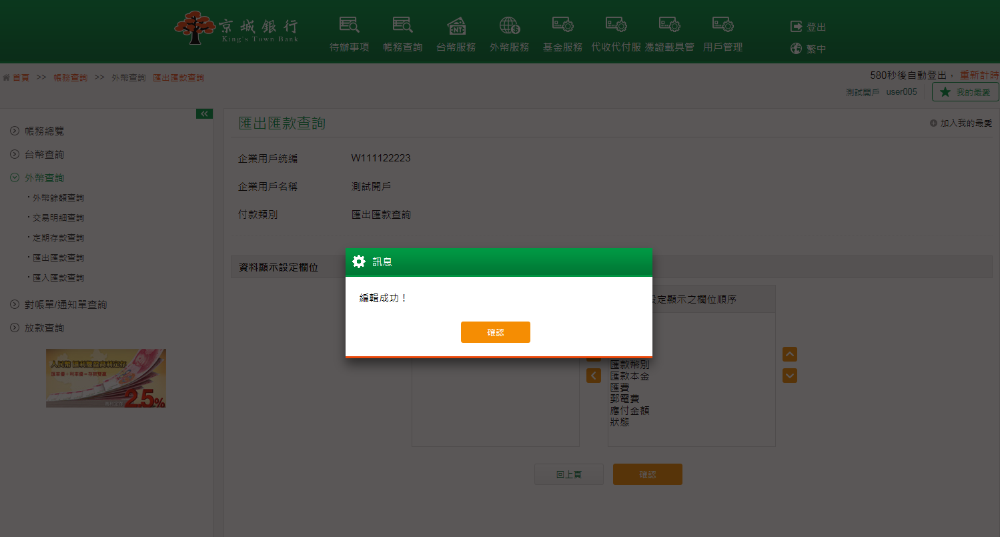 京城銀行
King's Town Bank
待辦事項
帳務查詢
台幣服務
外幣服務
基金服務
代收代付服
憑證載具管
用戶管理
登出
繁中
首頁 >> 帳務查詢 >> 外幣查詢 匯出匯款查詢
580秒後自動登出， 重新計時
測試開戶 user005
我的最愛
匯出匯款查詢
加入我的最愛
帳務總覽
台幣查詢
外幣查詢
外幣餘額查詢
交易明細查詢
定期存款查詢
匯出匯款查詢
匯入匯款查詢
對帳單/通知單查詢
放款查詢
2.5%
企業用戶統編 W111122223
企業用戶名稱 測試開戶
付款類別 匯出匯款查詢
資料顯示設定欄位
設定顯示之欄位順序
訊息
編輯成功！
確認
匯款幣別
匯款本金
匯費
郵電費
應付金額
狀態
回上頁
確認